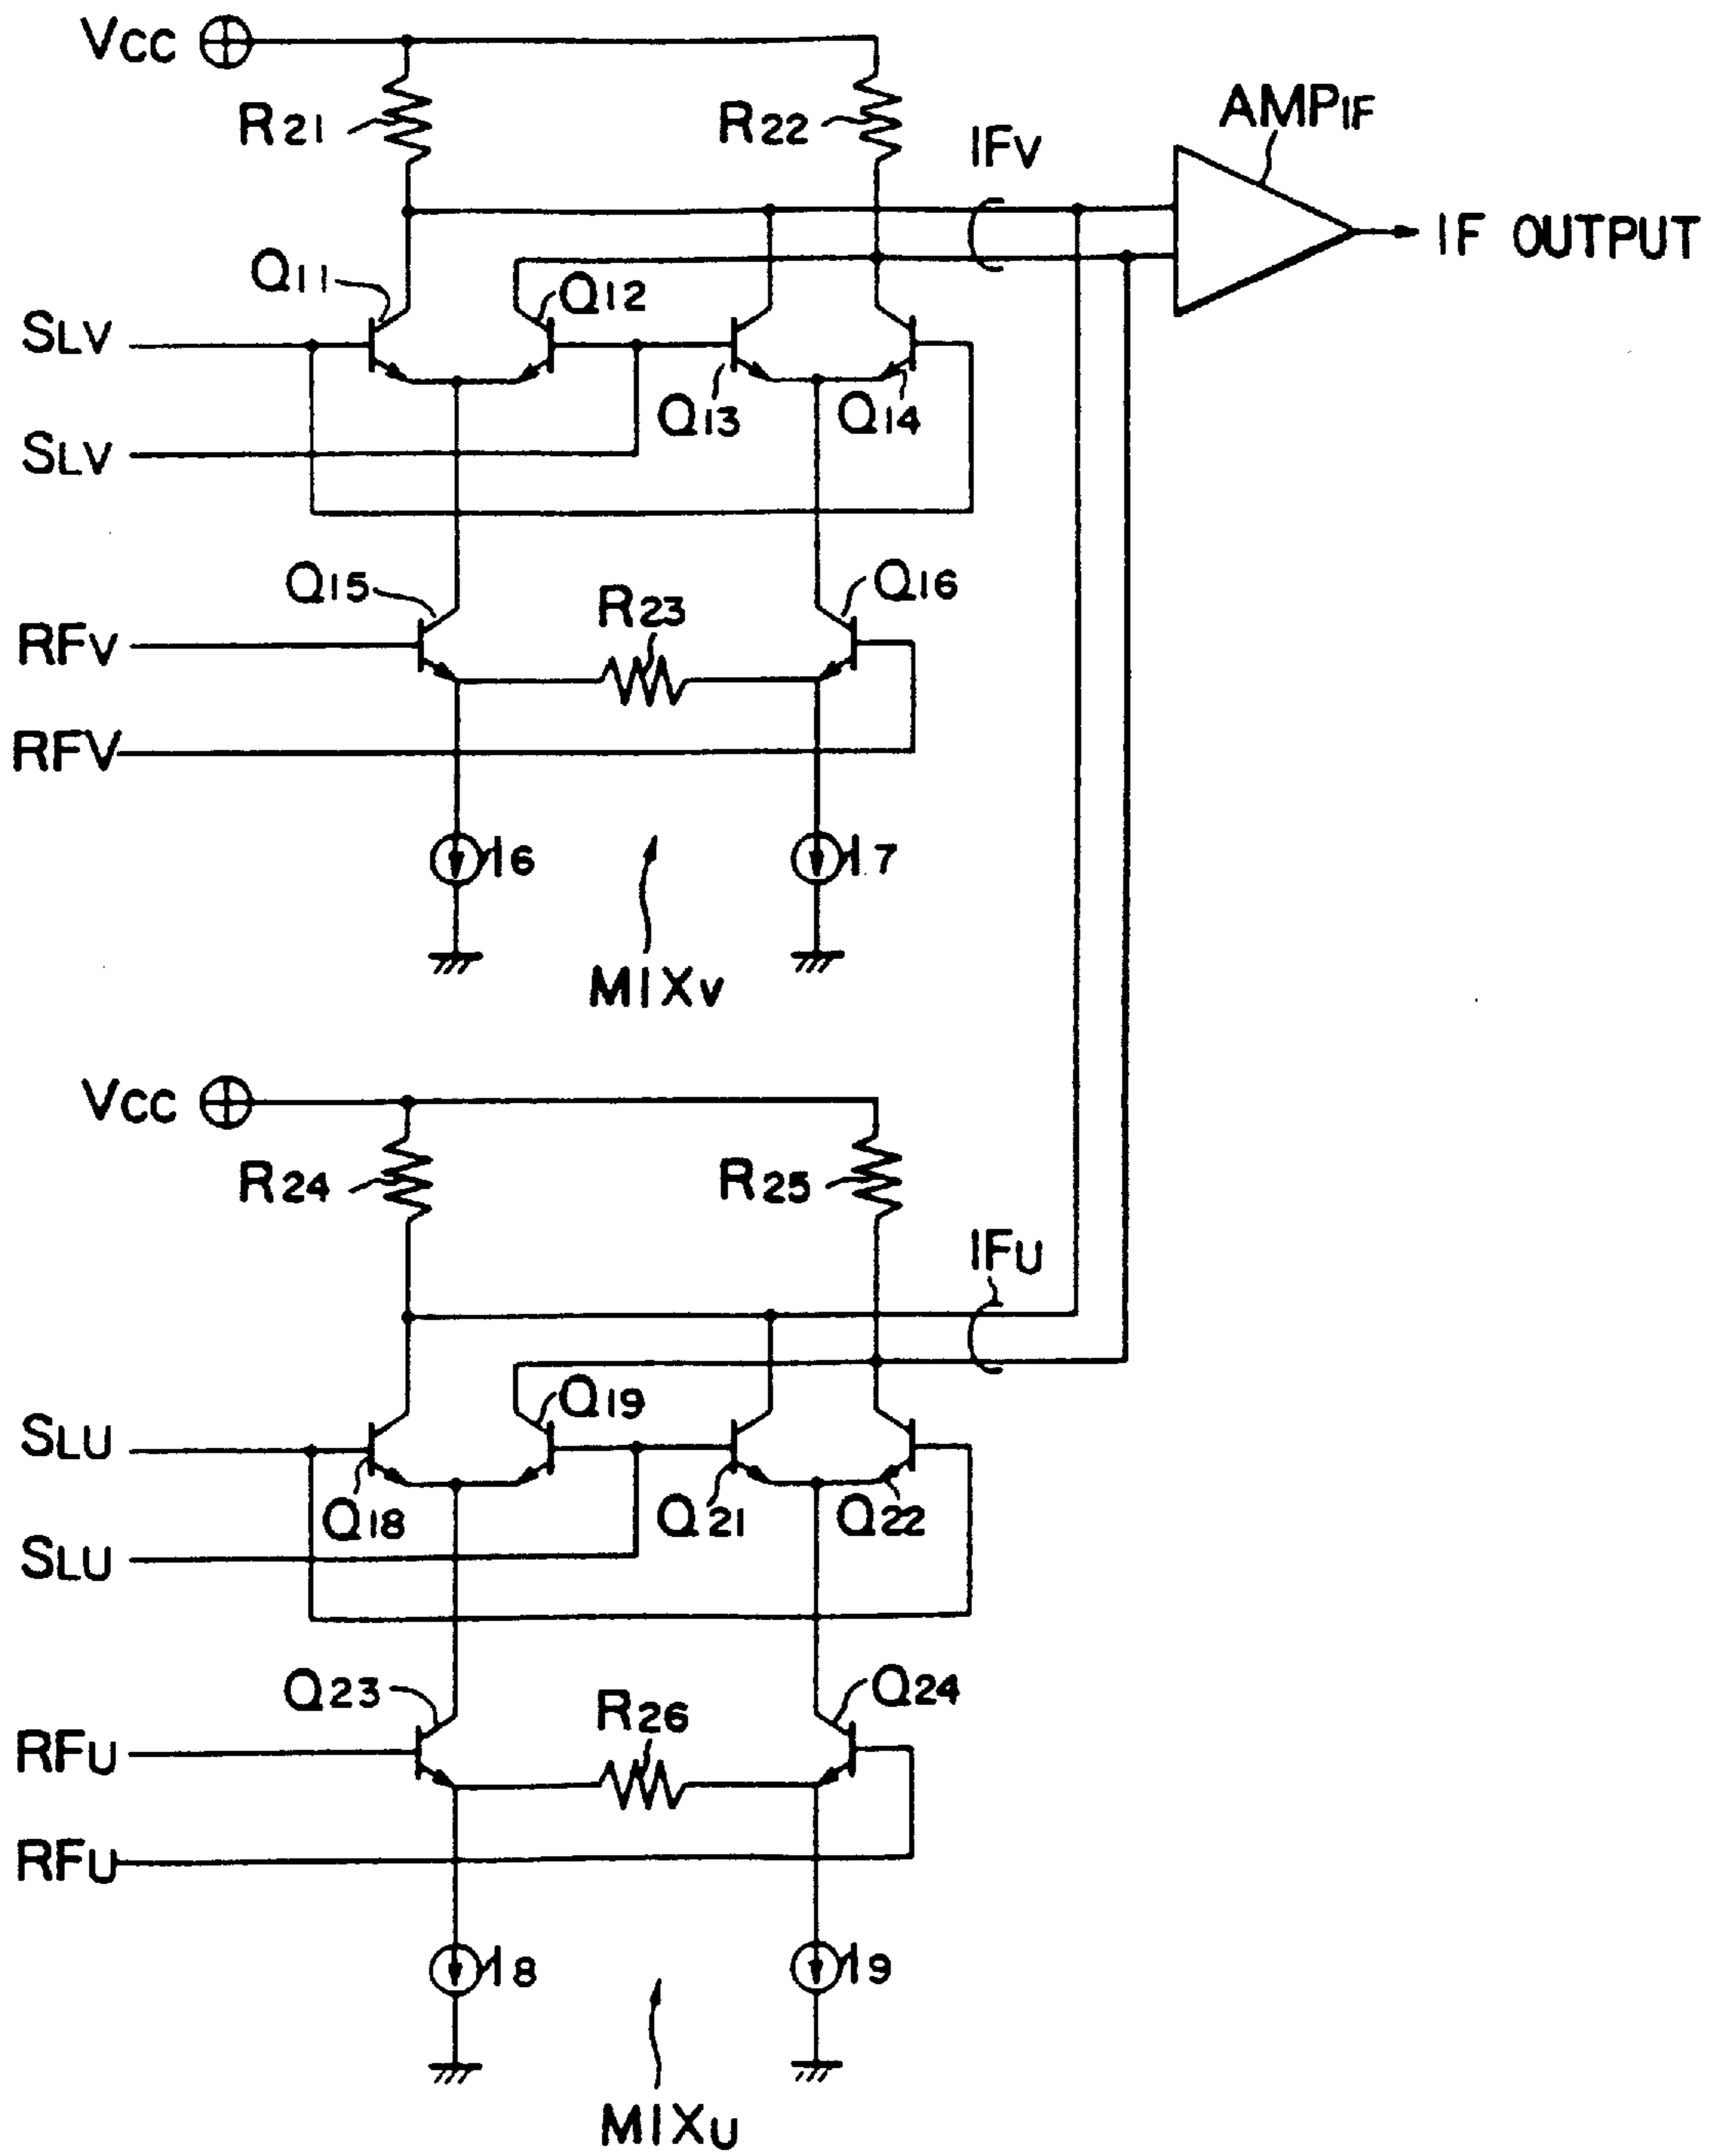 VCC
R21
R22
IFV
AMPIF
IF OUTPUT
Q11
Q12
SLV
Q13
Q14
SLV
Q15
R23
Q16
RFV
RFV
I6
I7
MIXV
VCC
R24
R25
IFU
Q19
SLU
Q18
Q21
Q22
SLU
Q23
R26
Q24
RFU
RFU
I8
I9
MIXU